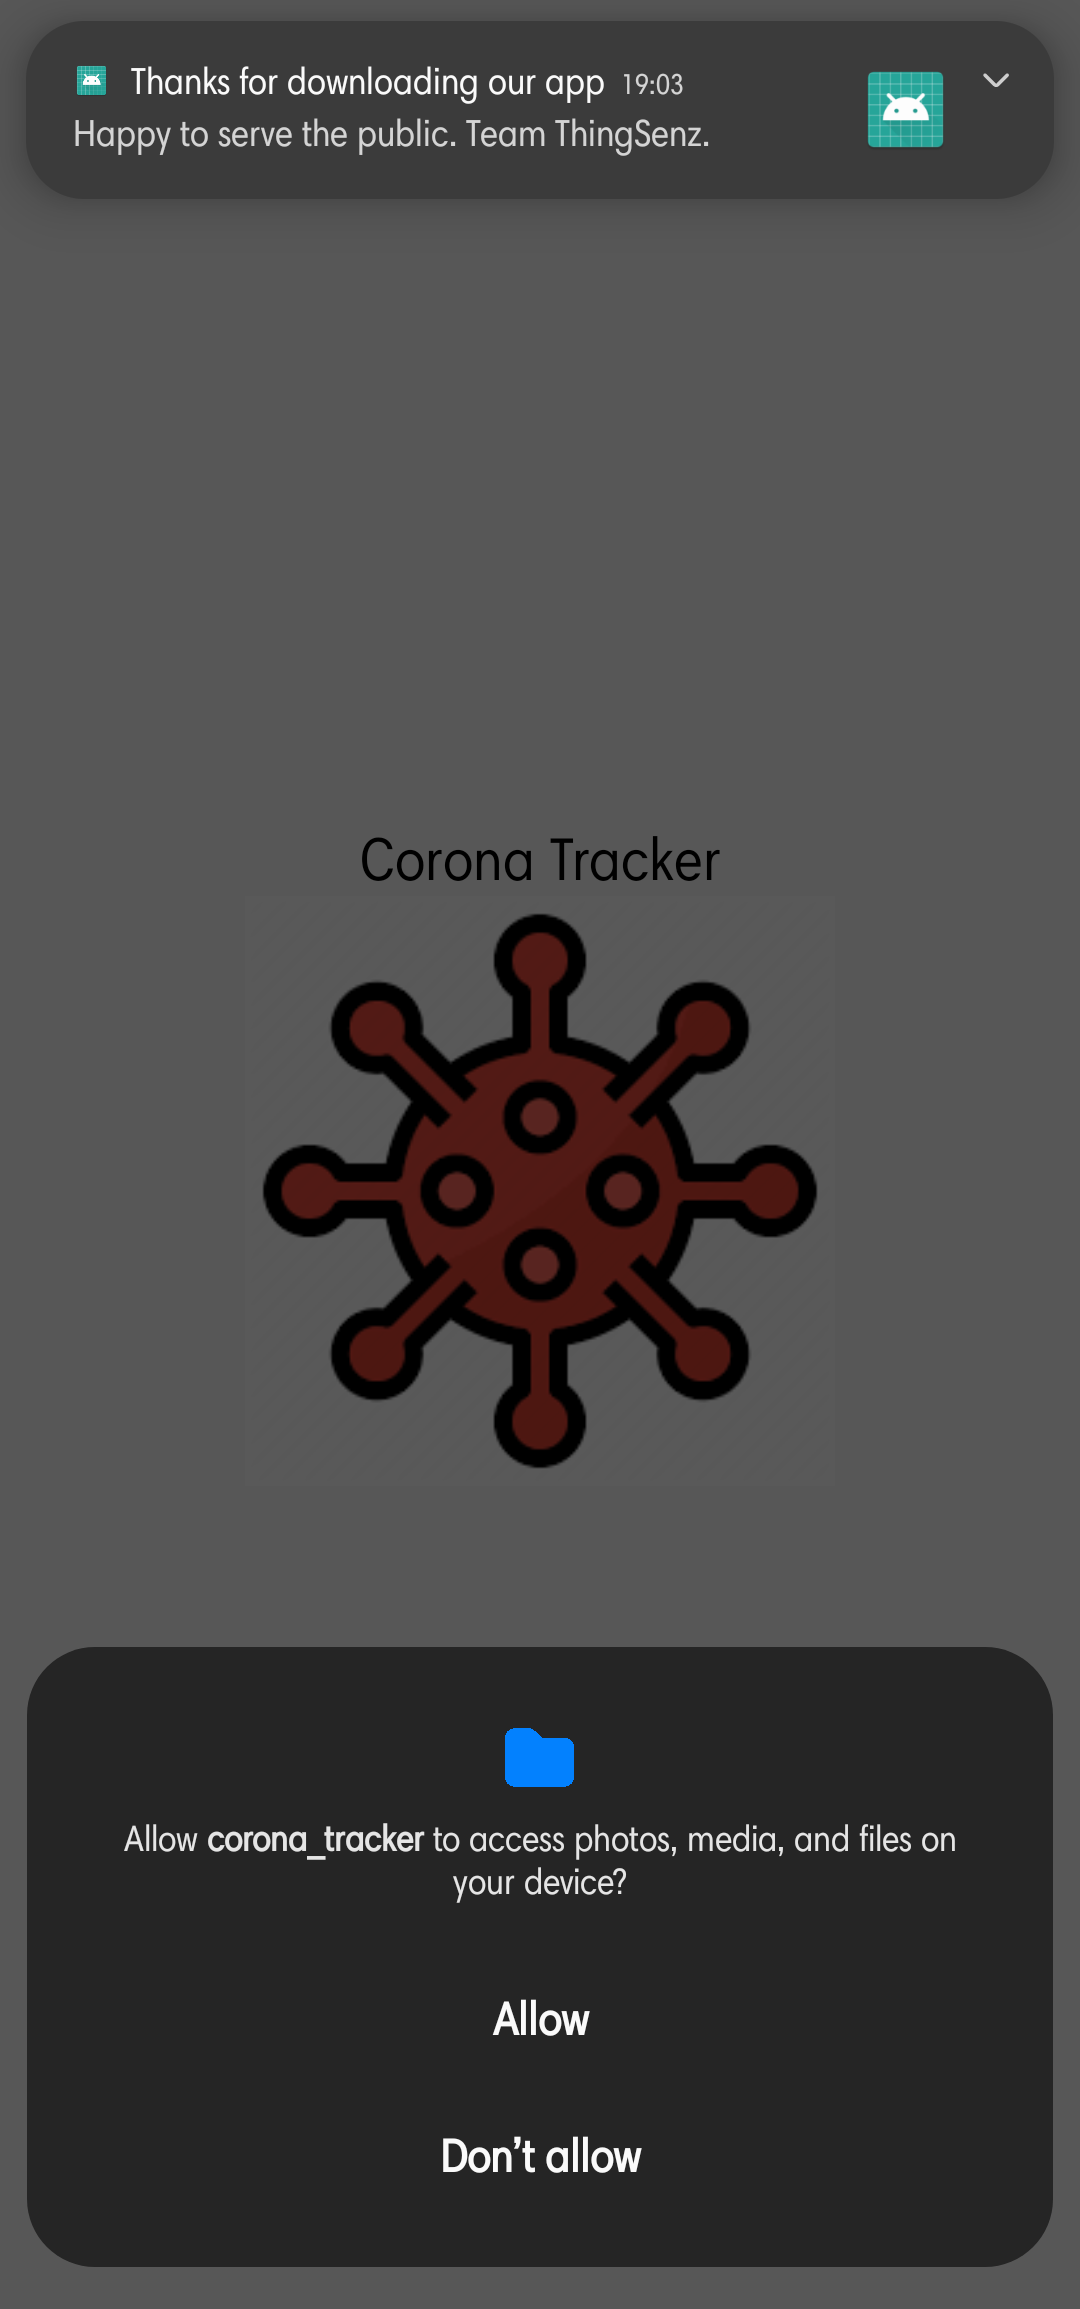 Thanks for downloading our app 19:03
Happy to serve the public. Team ThingSenz.
Corona Tracker
Allow corona_tracker to access photos, media, and files on
your device?
Allow
Don’t allow